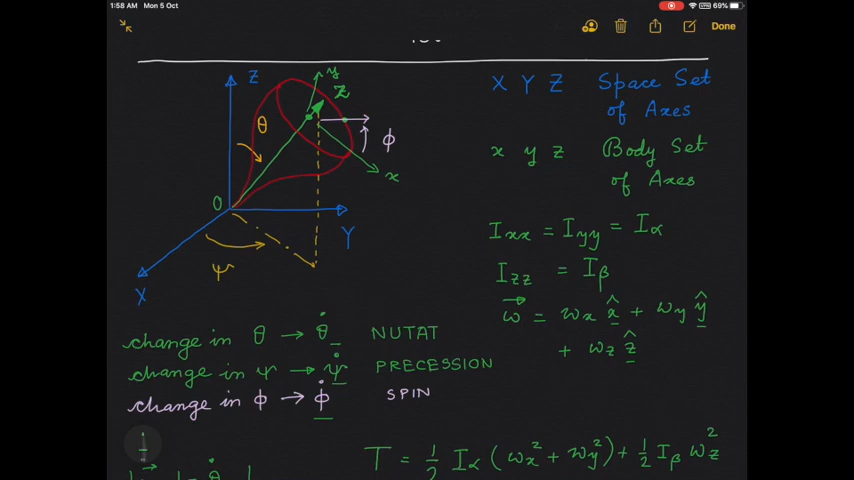 1:58 AM Mon 5 Oct
VPN 69%
Done
Z
y
z
θ
ϕ
x
O
Y
ψ
X
X Y Z Space Set
of Axes
x y z Body Set
of Axes
Ixx = Iyy = Iα
Izz = Iβ
ω⃗ = ωx x̂ + ωy ŷ
+ ωz ẑ
change in θ → θ̇ NUTAT
change in ψ → ψ̇ PRECESSION
change in ϕ → ϕ̇ SPIN
T = 1/2 Iα (ωx² + ωy²) + 1/2 Iβ ωz²